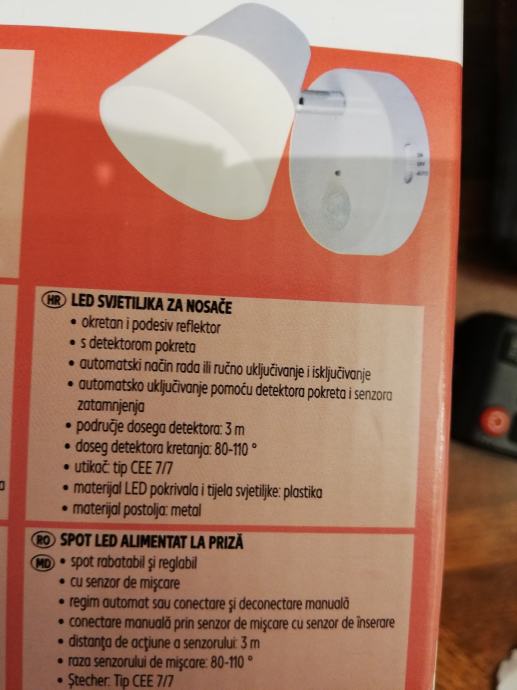 HR LED SVJETILJKA ZA NOSAČE
• okretan i podesiv reflektor
• s detektorom pokreta
• automatski način rada ili ručno uključivanje i isključivanje
• automatsko uključivanje pomoću detektora pokreta i senzora
zatamnjenja
• područje dosega detektora: 3 m
• doseg detektora kretanja: 80-110 °
• utikač: tip CEE 7/7
• materijal LED pokrivala i tijela svjetiljke: plastika
• materijal postolja: metal
RO SPOT LED ALIMENTAT LA PRIZĂ
MD • spot rabatabil și reglabil
• cu senzor de mișcare
• regim automat sau conectare și deconectare manuală
• conectare manuală prin senzor de mișcare cu senzor de înserare
• distanța de acțiune a senzorului: 3 m
• raza senzorului de mișcare: 80-110 °
• Ștecher: Tip CEE 7/7